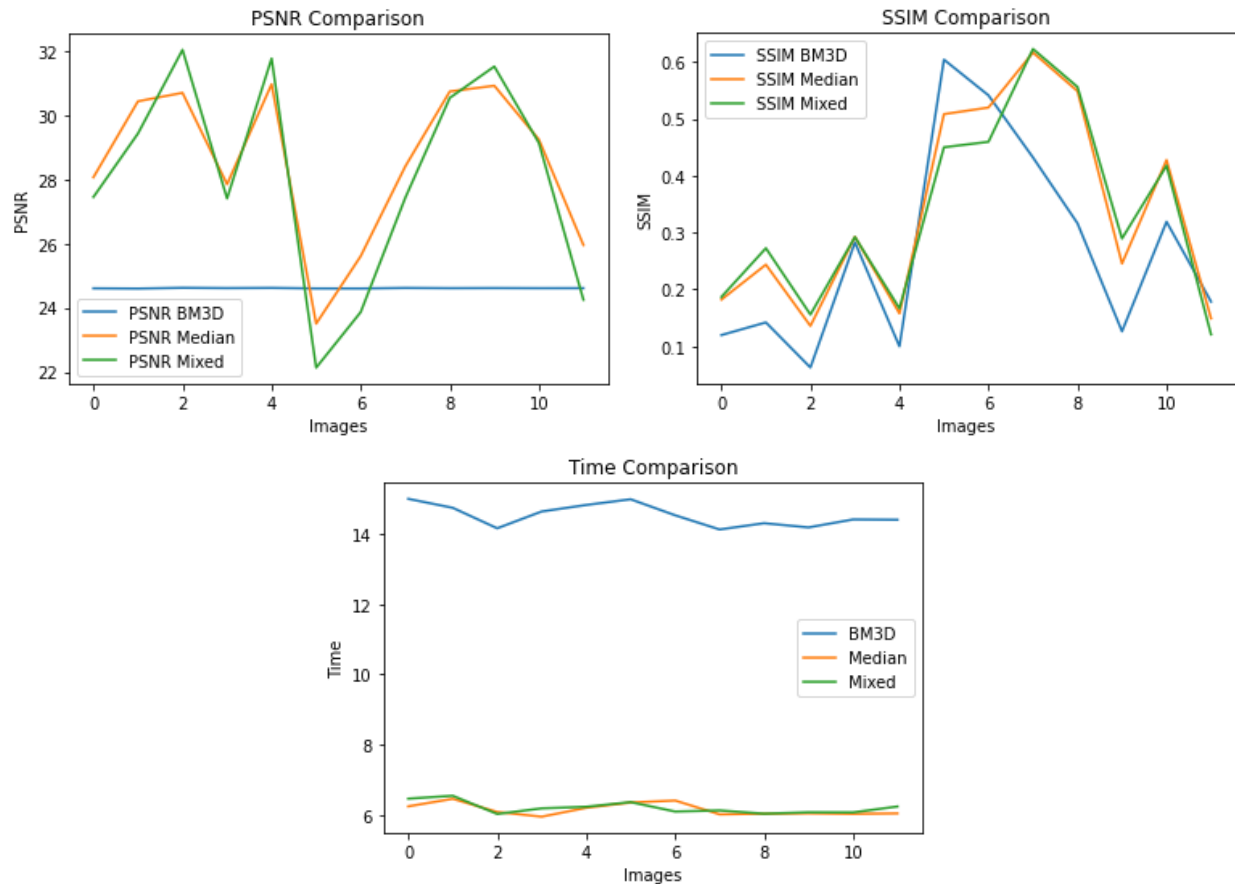 PSNR Comparison
PSNR
32
30
28
26
24
22
PSNR BM3D
PSNR Median
PSNR Mixed
0 2 4 6 8 10
Images
SSIM Comparison
SSIM
0.6
0.5
0.4
0.3
0.2
0.1
SSIM BM3D
SSIM Median
SSIM Mixed
0 2 4 6 8 10
Images
Time Comparison
Time
14
12
10
8
6
BM3D
Median
Mixed
0 2 4 6 8 10
Images